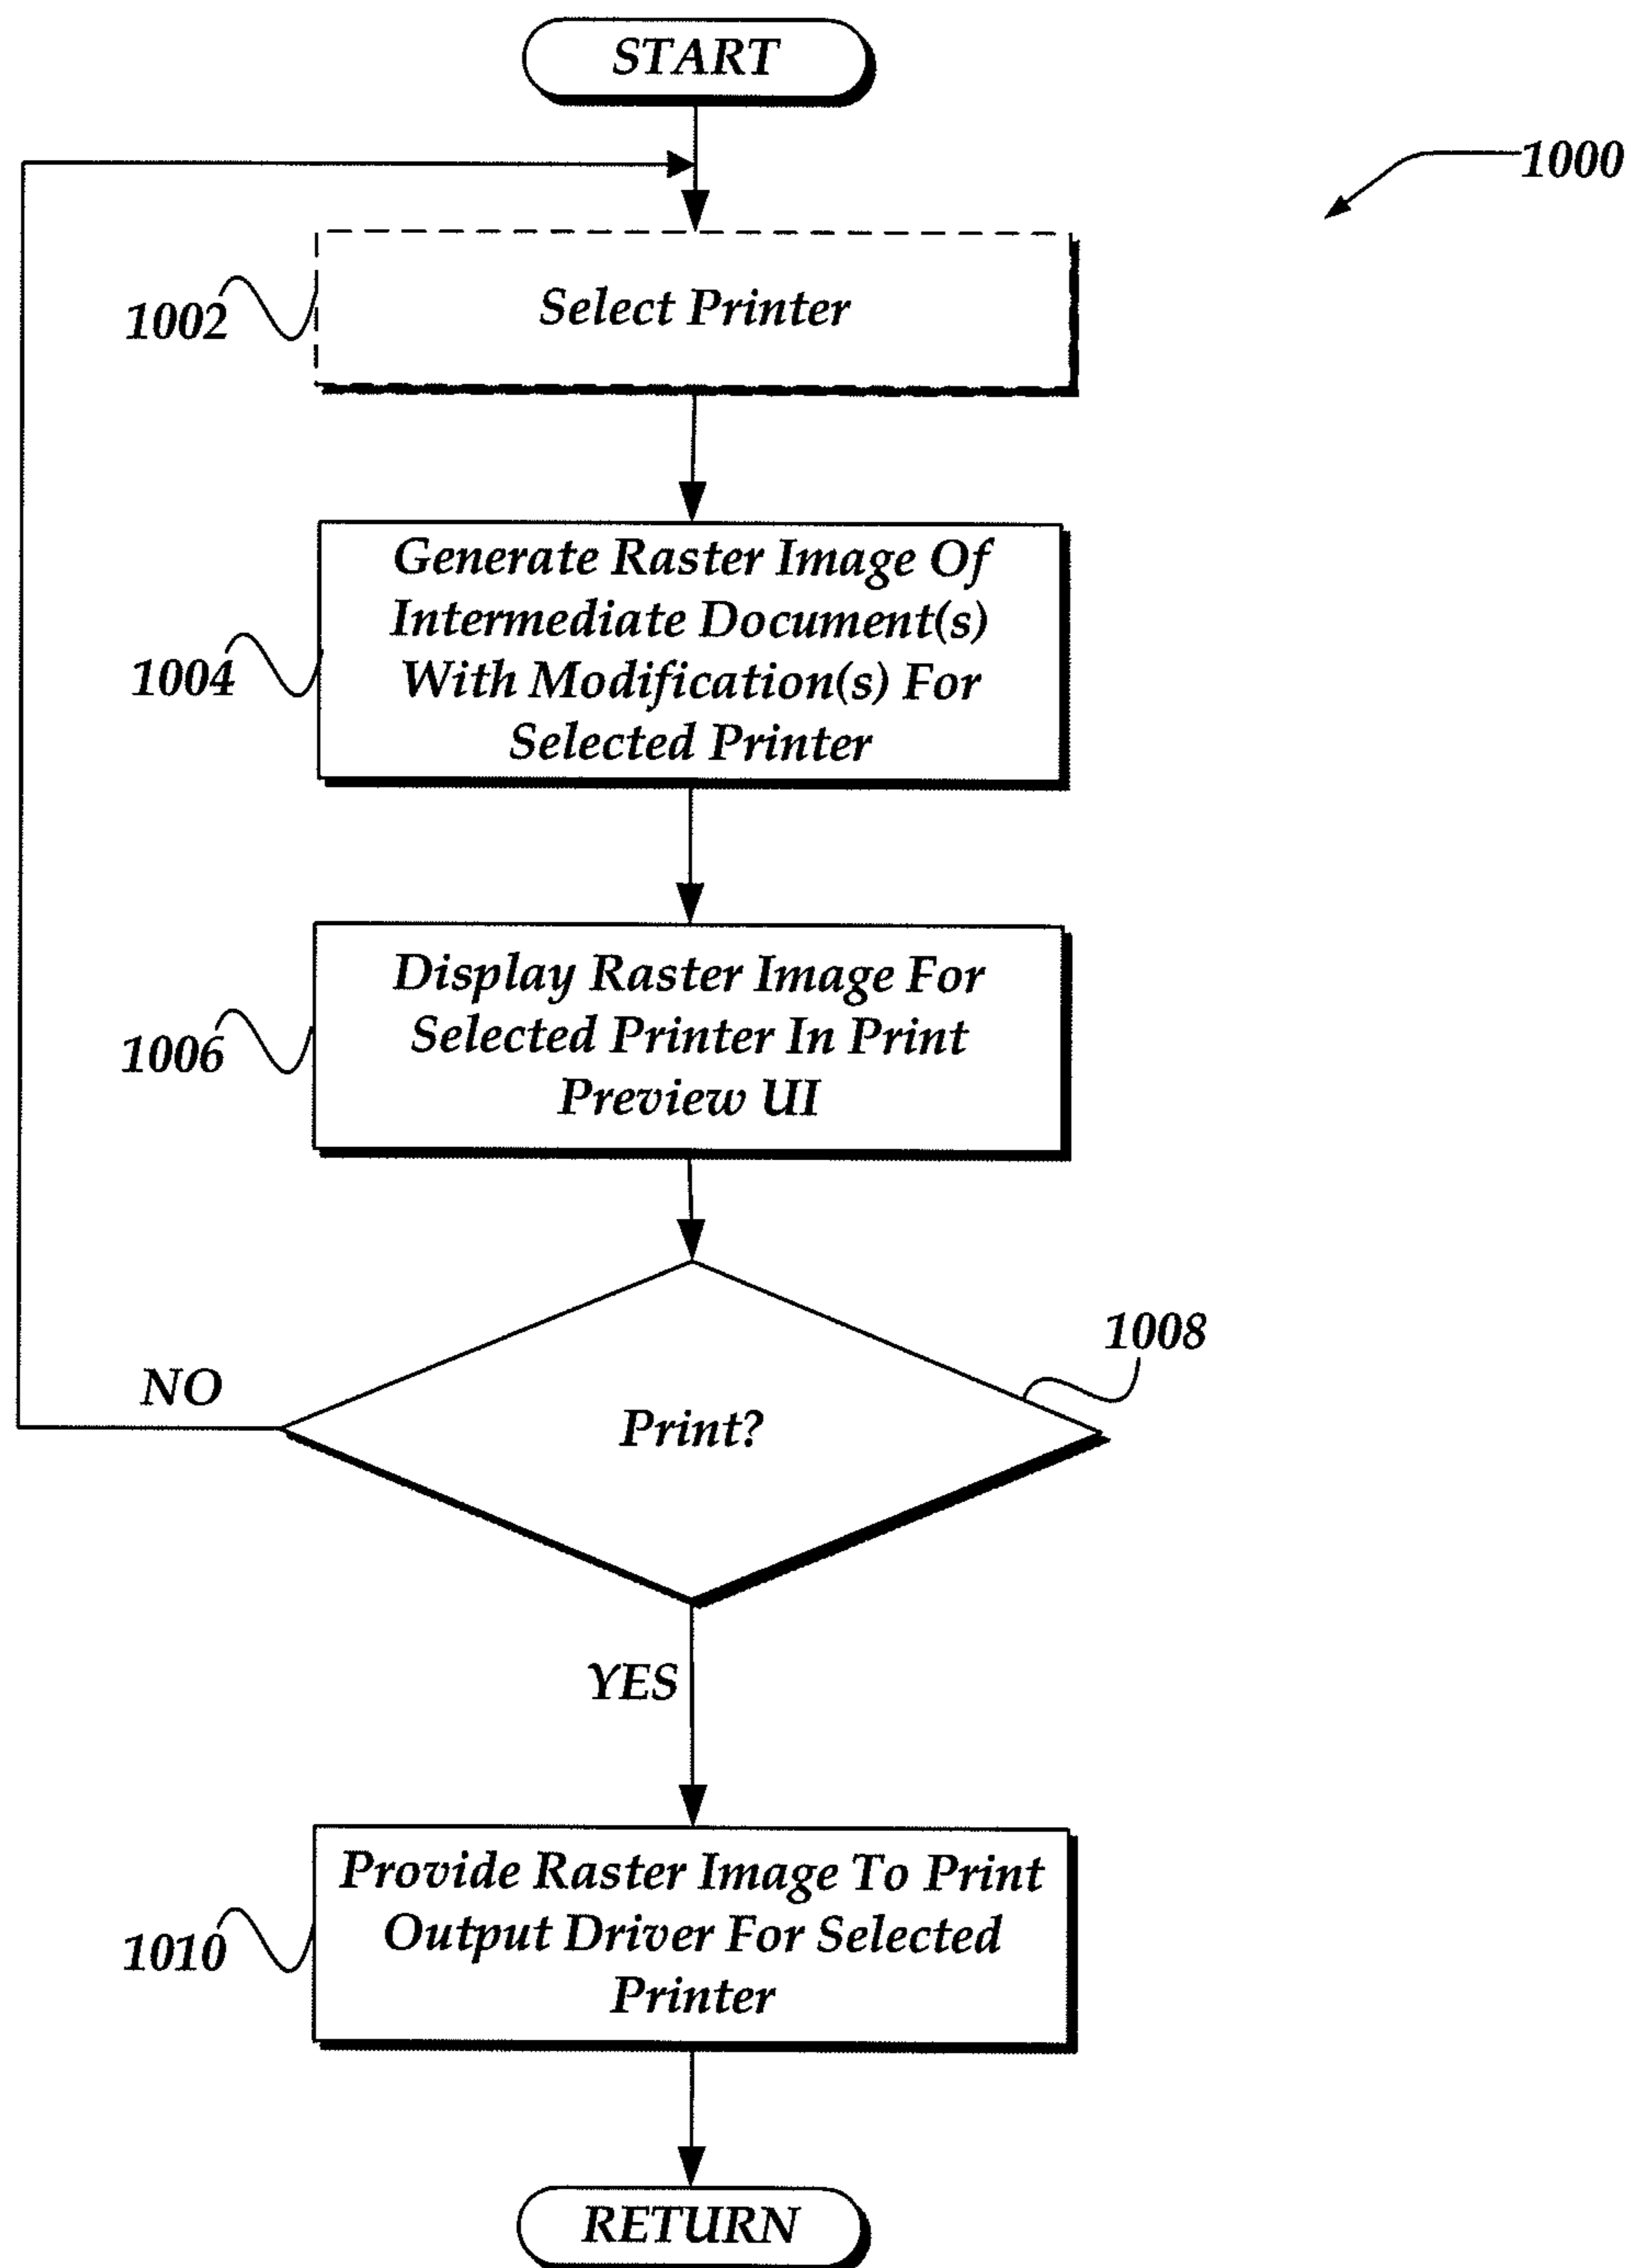 START
1000
1002
Select Printer
Generate Raster Image Of
Intermediate Document(s)
With Modification(s) For
Selected Printer
1004
Display Raster Image For
Selected Printer In Print
Preview UI
1006
1008
NO
Print?
YES
Provide Raster Image To Print
Output Driver For Selected
Printer
1010
RETURN